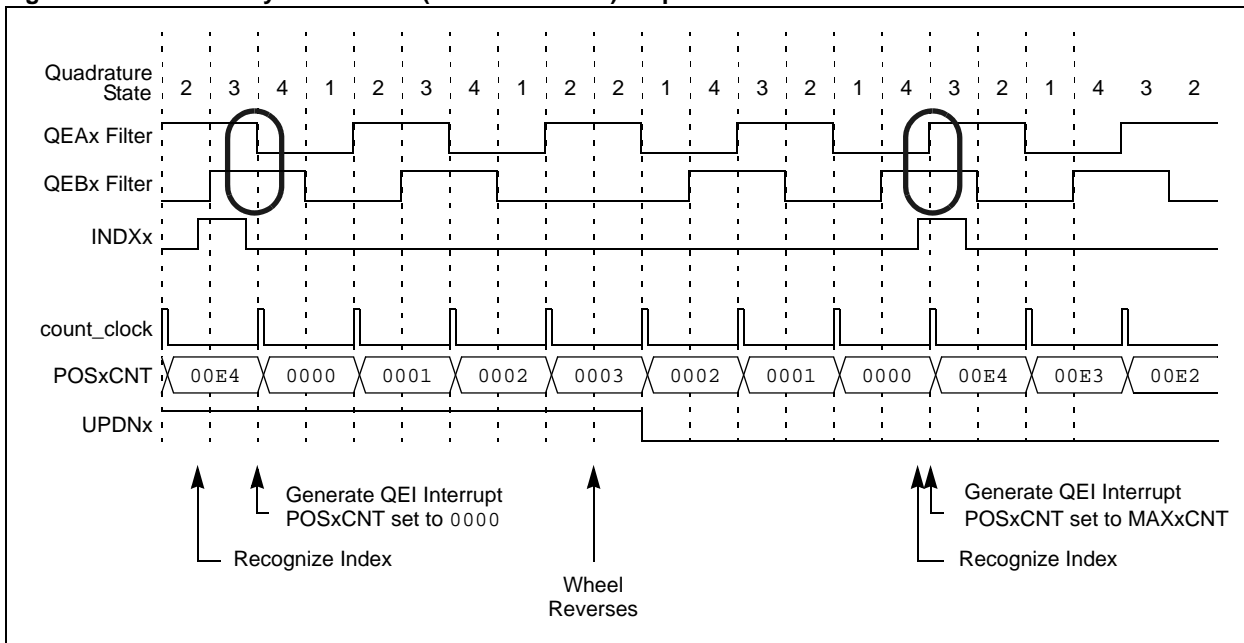 Quadrature
State 2 3 4 1 2 3 4 1 2 2 1 4 3 2 1 4 3 2 1 4 3 2
QEAx Filter
QEBx Filter
INDXx
count_clock
POSxCNT 00E4 0000 0001 0002 0003 0002 0001 0000 00E4 00E3 00E2
UPDNx
Generate QEI Interrupt
POSxCNT set to 0000
Recognize Index
Wheel
Reverses
Generate QEI Interrupt
POSxCNT set to MAXxCNT
Recognize Index